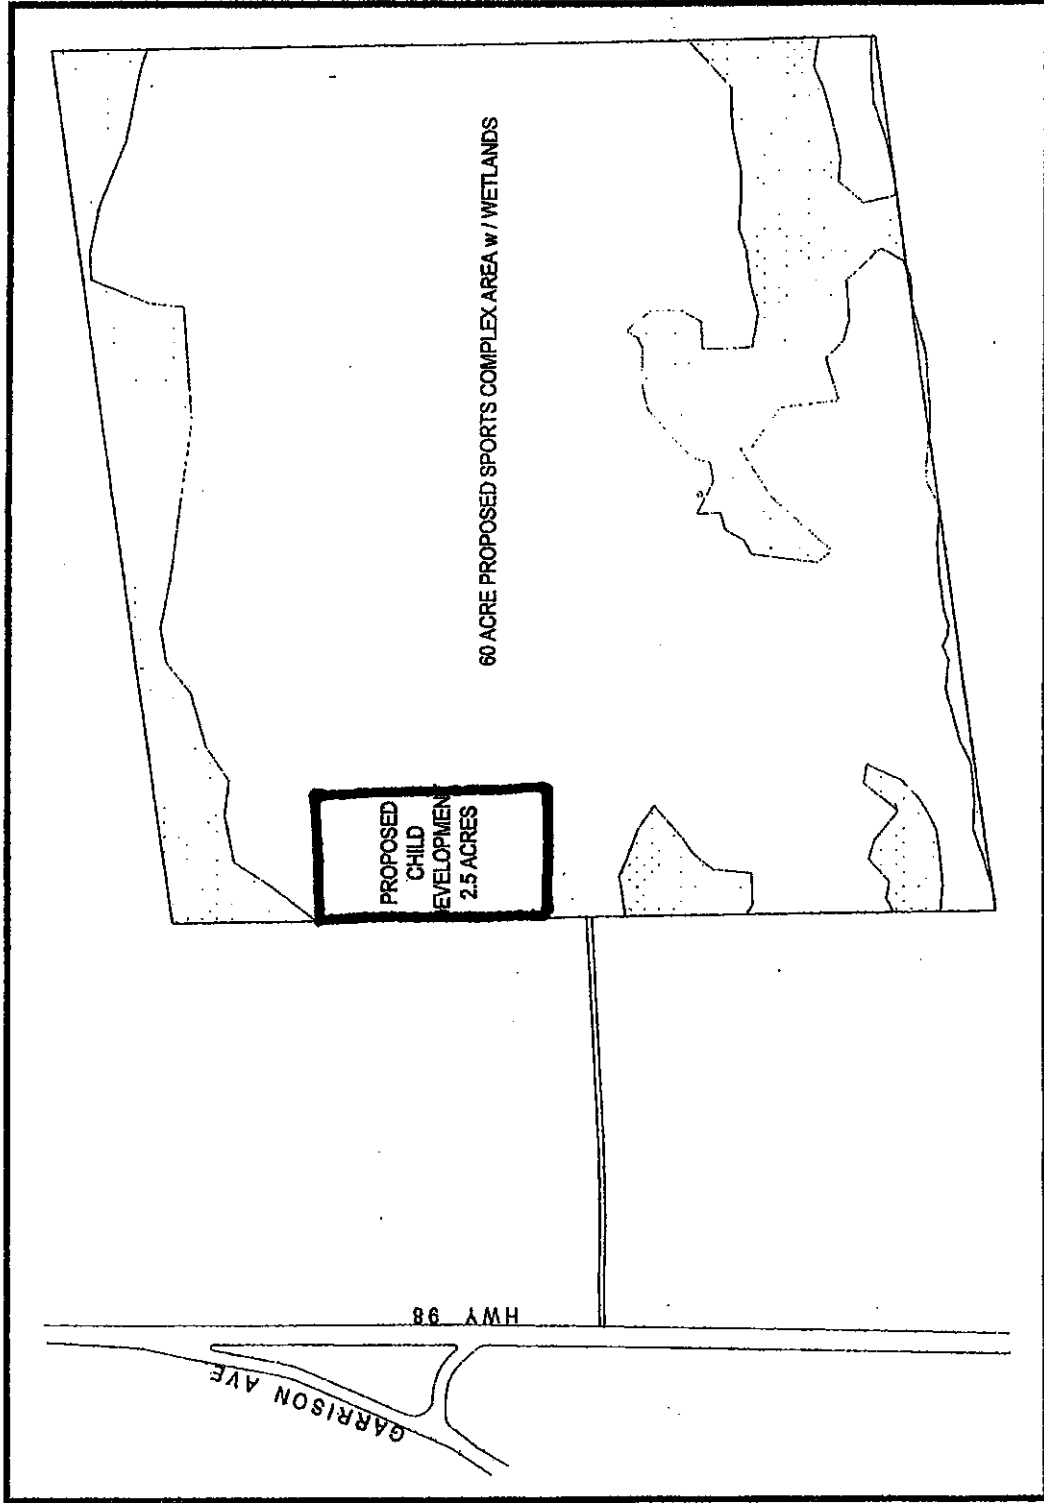 60 ACRE PROPOSED SPORTS COMPLEX AREA w / WETLANDS
PROPOSED
CHILD
EVELOPMEN
2.5 ACRES
HWY 98
GARRISON AVE